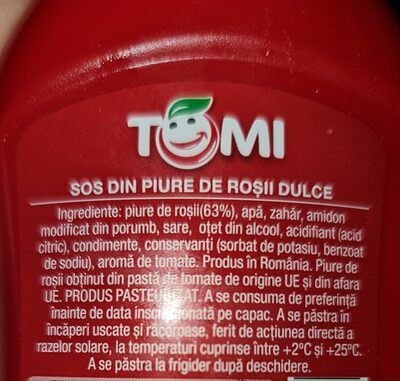 TOMI
SOS DIN PIURE DE ROȘII DULCE
Ingrediente: piure de roșii(63%), apă, zahăr, amidon
modificat din porumb, sare, oțet din alcool, acidifiant (acid
citric), condimente, conservanți (sorbat de potasiu, benzoat
de sodiu), aromă de tomate. Produs în România. Piure de
roșii obținut din pastă de tomate de origine UE și din afara
UE. PRODUS PASTEURIZAT. A se consuma de preferință
înainte de data inscripționată pe capac. A se păstra în
încăperi uscate și răcoroase, ferit de acțiunea directă a
razelor solare, la temperaturi cuprinse între +2°C și +25°C.
A se păstra la frigider după deschidere.